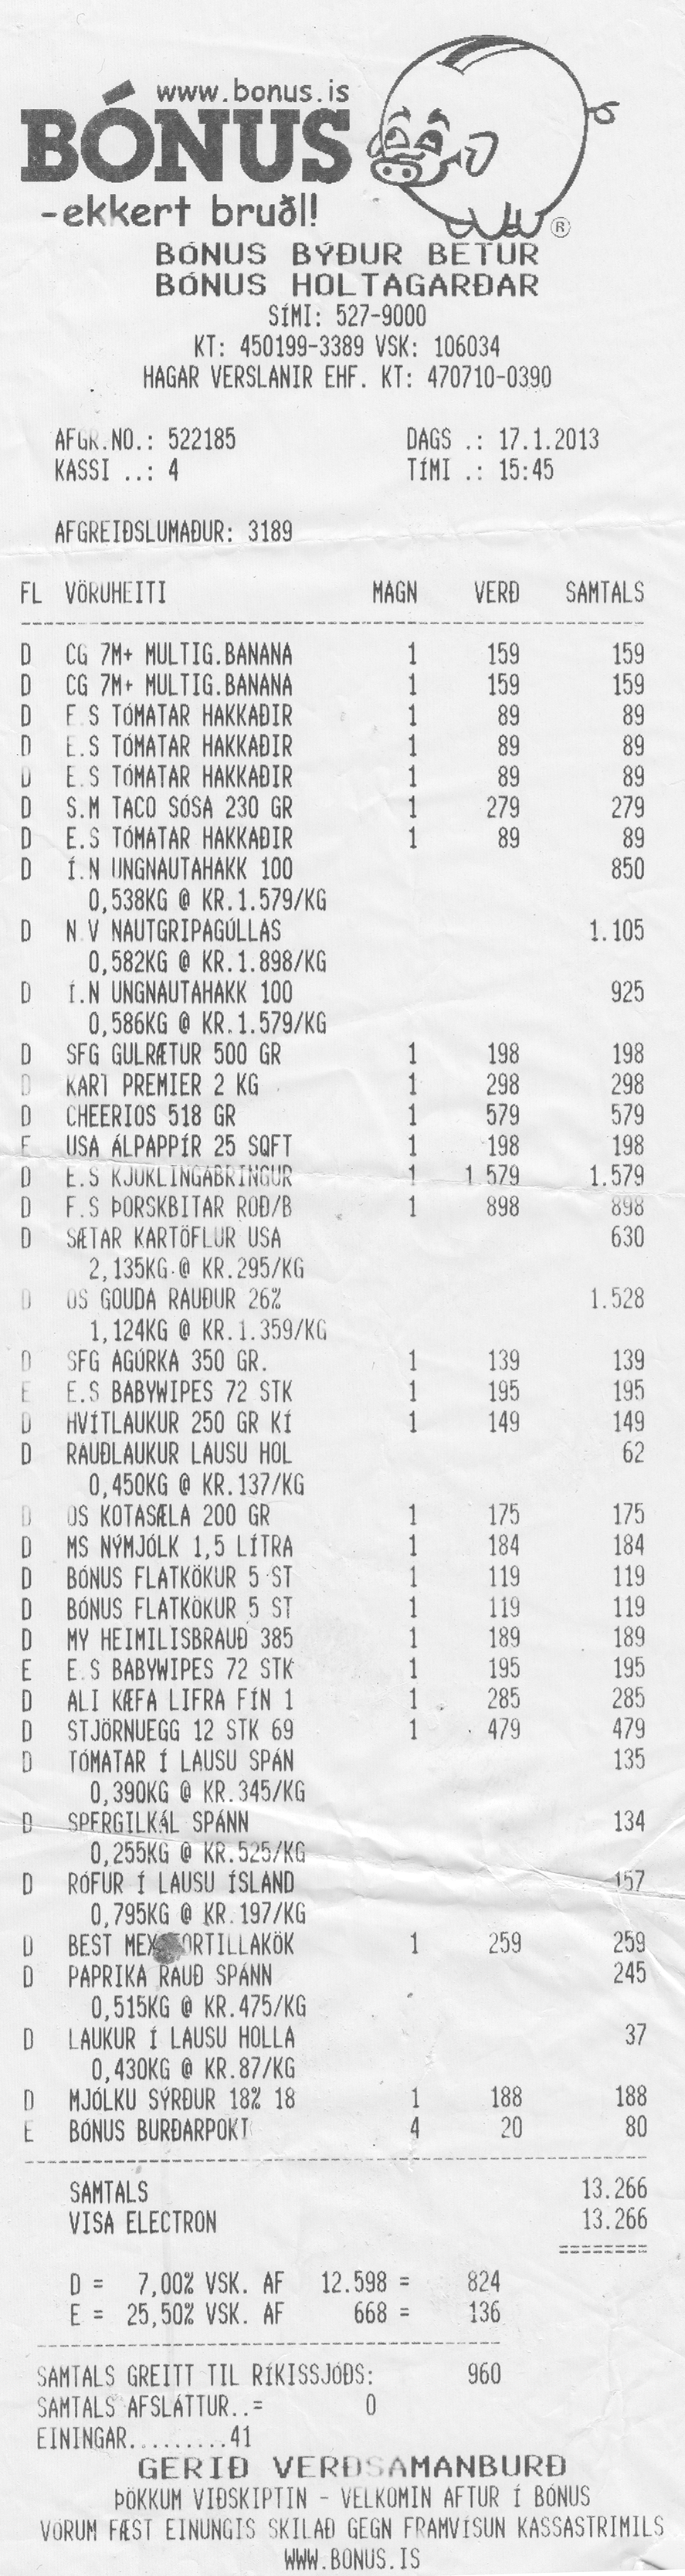 www.bonus.is
BÓNUS
-ekkert bruðl!
®
BÓNUS BÝÐUR BETUR
BÓNUS HOLTAGARÐAR
SÍMI: 527-9000
KT: 450199-3389 VSK: 106034
HAGAR VERSLANIR EHF. KT: 470710-0390
AFGR.NO.: 522185 DAGS .: 17.1.2013
KASSI ..: 4 TÍMI .: 15:45
AFGREIÐSLUMAÐUR: 3189
FL VÖRUHEITI MAGN VERÐ SAMTALS
D CG 7M+ MULTIG.BANANA 1 159 159
D CG 7M+ MULTIG.BANANA 1 159 159
D E.S TÓMATAR HAKKAÐIR 1 89 89
D E.S TÓMATAR HAKKAÐIR 1 89 89
D E.S TÓMATAR HAKKAÐIR 1 89 89
D S.M TACO SÓSA 230 GR 1 279 279
D E.S TÓMATAR HAKKAÐIR 1 89 89
D Í.N UNGNAUTAHAKK 100 850
0,538KG @ KR.1.579/KG
D N.V NAUTGRIPAGÚLLAS 1.105
0,582KG @ KR.1.898/KG
D Í.N UNGNAUTAHAKK 100 925
0,586KG @ KR.1.579/KG
D SFG GULRÆTUR 500 GR 1 198 198
D KART PREMIER 2 KG 1 298 298
D CHEERIOS 518 GR 1 579 579
E USA ÁLPAPPÍR 25 SQFT 1 198 198
D E.S KJÚKLINGABRINGUR 1 1.579 1.579
D F.S ÞORSKBITAR ROÐ/B 1 898 898
D SÆTAR KARTÖFLUR USA 630
2,135KG @ KR.295/KG
D OS GOUDA RAUÐUR 26% 1.528
1,124KG @ KR.1.359/KG
D SFG AGÚRKA 350 GR. 1 139 139
E E.S BABYWIPES 72 STK 1 195 195
D HVÍTLAUKUR 250 GR KÍ 1 149 149
D RAUÐLAUKUR LAUSU HOL 62
0,450KG @ KR.137/KG
D OS KOTASÆLA 200 GR 1 175 175
D MS NÝMJÓLK 1,5 LÍTRA 1 184 184
D BÓNUS FLATKÖKUR 5 ST 1 119 119
D BÓNUS FLATKÖKUR 5 ST 1 119 119
D MY HEIMILISBRAUÐ 385 1 189 189
E E.S BABYWIPES 72 STK 1 195 195
D ALI KÆFA LIFRA FÍN 1 1 285 285
D STJÖRNUEGG 12 STK 69 1 479 479
D TÓMATAR Í LAUSU SPÁN 135
0,390KG @ KR.345/KG
D SPERGILKÁL SPÁNN 134
0,255KG @ KR.525/KG
D RÓFUR Í LAUSU ÍSLAND 157
0,795KG @ KR.197/KG
D BEST MEX TORTILLAKÖK 1 259 259
D PAPRIKA RAUÐ SPÁNN 245
0,515KG @ KR.475/KG
D LAUKUR Í LAUSU HOLLA 37
0,430KG @ KR.87/KG
D MJÓLKU SÝRÐUR 18% 18 1 188 188
E BÓNUS BURÐARPOKI 4 20 80
SAMTALS 13.266
VISA ELECTRON 13.266
========
D = 7,00% VSK. AF 12.598 = 824
E = 25,50% VSK. AF 668 = 136
SAMTALS GREITT TIL RÍKISSJÓÐS: 960
SAMTALS AFSLÁTTUR..= 0
EININGAR.........41
GERIÐ VERÐSAMANBURÐ
ÞÖKKUM VIÐSKIPTIN - VELKOMIN AFTUR Í BÓNUS
VÖRUM FÆST EINUNGIS SKILAÐ GEGN FRAMVÍSUN KASSASTRIMILS
WWW.BONUS.IS